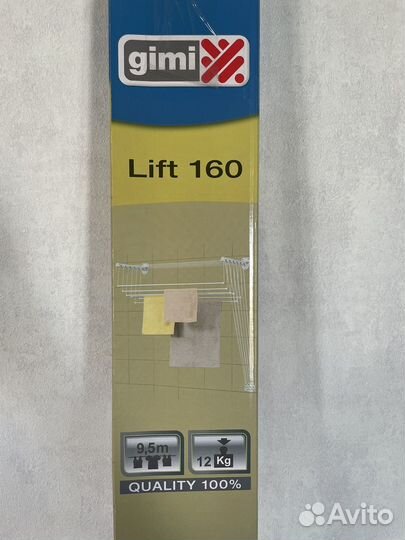 gimi
Lift 160
9,5m
12 Kg
QUALITY 100%
Avito